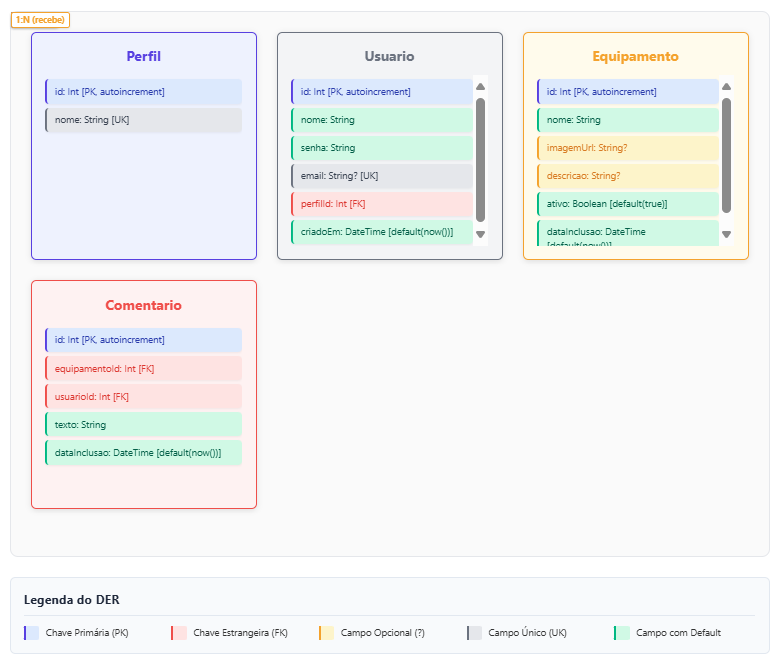 1:N (recebe)
Perfil
id: Int [PK, autoincrement]
nome: String [UK]
Usuario
id: Int [PK, autoincrement]
nome: String
senha: String
email: String? [UK]
perfilId: Int [FK]
criadoEm: DateTime [default(now())]
Equipamento
id: Int [PK, autoincrement]
nome: String
imagemUrl: String?
descricao: String?
ativo: Boolean [default(true)]
dataInclusao: DateTime
[default(now())]
Comentario
id: Int [PK, autoincrement]
equipamentoId: Int [FK]
usuarioId: Int [FK]
texto: String
dataInclusao: DateTime [default(now())]
Legenda do DER
Chave Primária (PK)
Chave Estrangeira (FK)
Campo Opcional (?)
Campo Único (UK)
Campo com Default